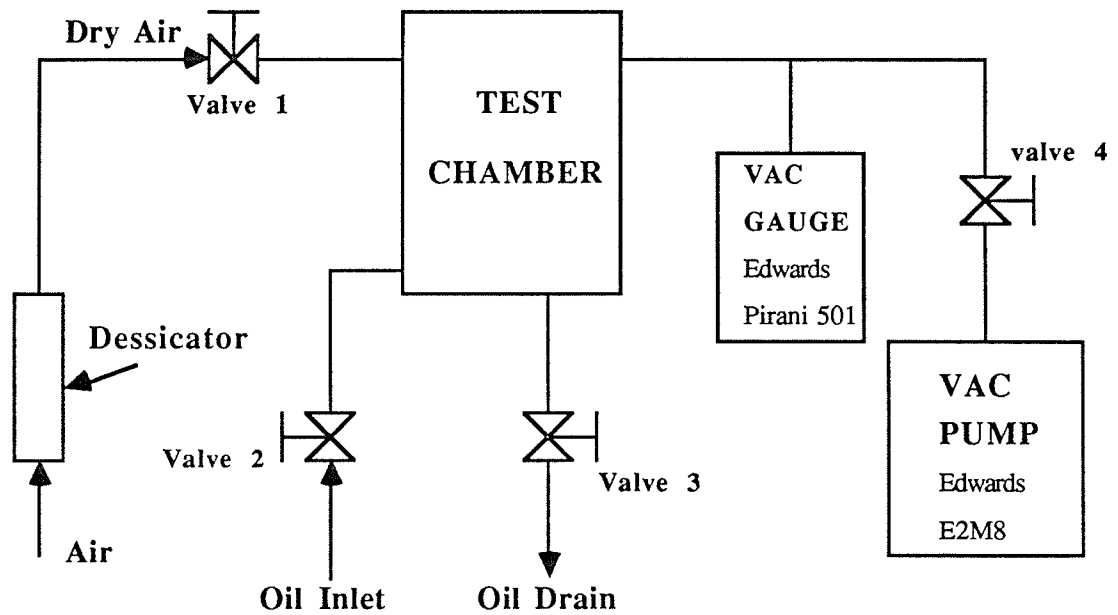 Dry Air
Valve 1
TEST
CHAMBER
VAC
GAUGE
Edwards
Pirani 501
valve 4
Dessicator
Valve 2
Valve 3
VAC
PUMP
Edwards
E2M8
Air
Oil Inlet
Oil Drain